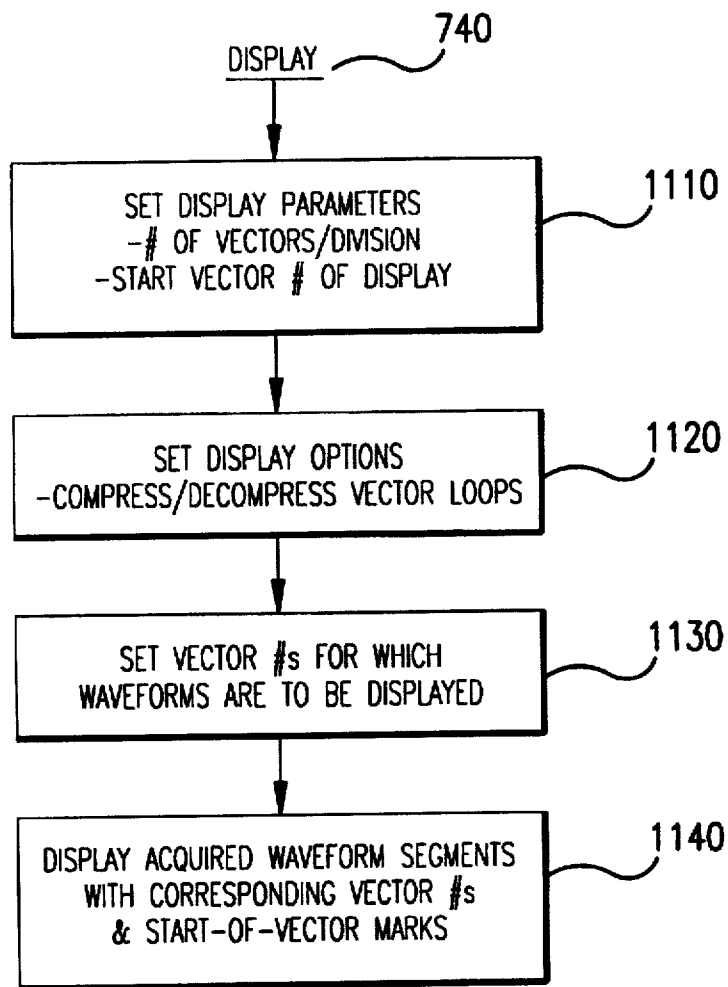 740
DISPLAY
1110
SET DISPLAY PARAMETERS
-# OF VECTORS/DIVISION
-START VECTOR # OF DISPLAY
1120
SET DISPLAY OPTIONS
-COMPRESS/DECOMPRESS VECTOR LOOPS
1130
SET VECTOR #s FOR WHICH
WAVEFORMS ARE TO BE DISPLAYED
1140
DISPLAY ACQUIRED WAVEFORM SEGMENTS
WITH CORRESPONDING VECTOR #s
& START-OF-VECTOR MARKS